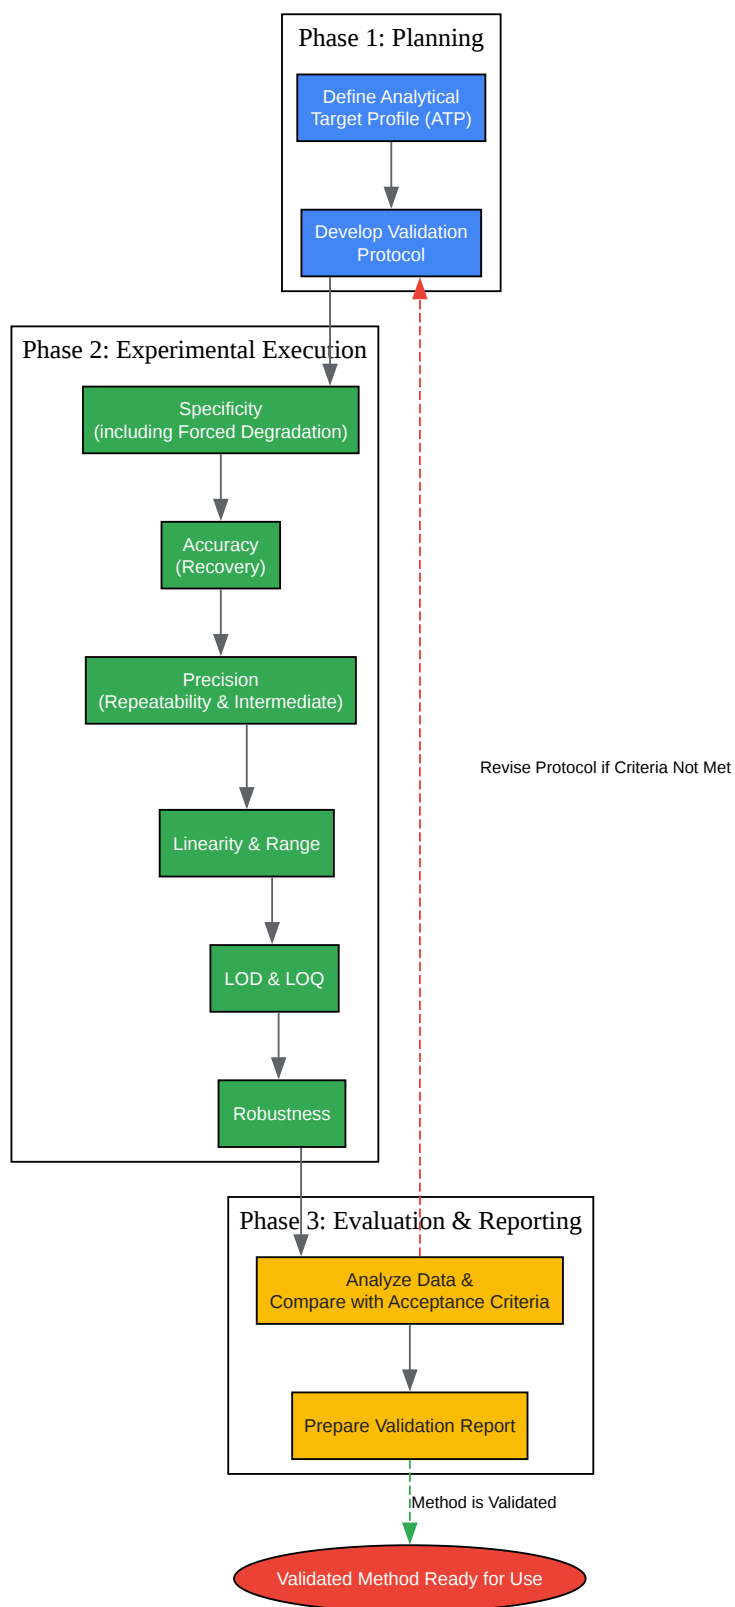 Phase 1: Planning
Define Analytical
Target Profile (ATP)
Develop Validation
Protocol
Phase 2: Experimental Execution
Specificity
(including Forced Degradation)
Accuracy
(Recovery)
Precision
(Repeatability & Intermediate)
Revise Protocol if Criteria Not Met
Linearity & Range
LOD & LOQ
Robustness
Phase 3: Evaluation & Reporting
Analyze Data &
Compare with Acceptance Criteria
Prepare Validation Report
Method is Validated
Validated Method Ready for Use